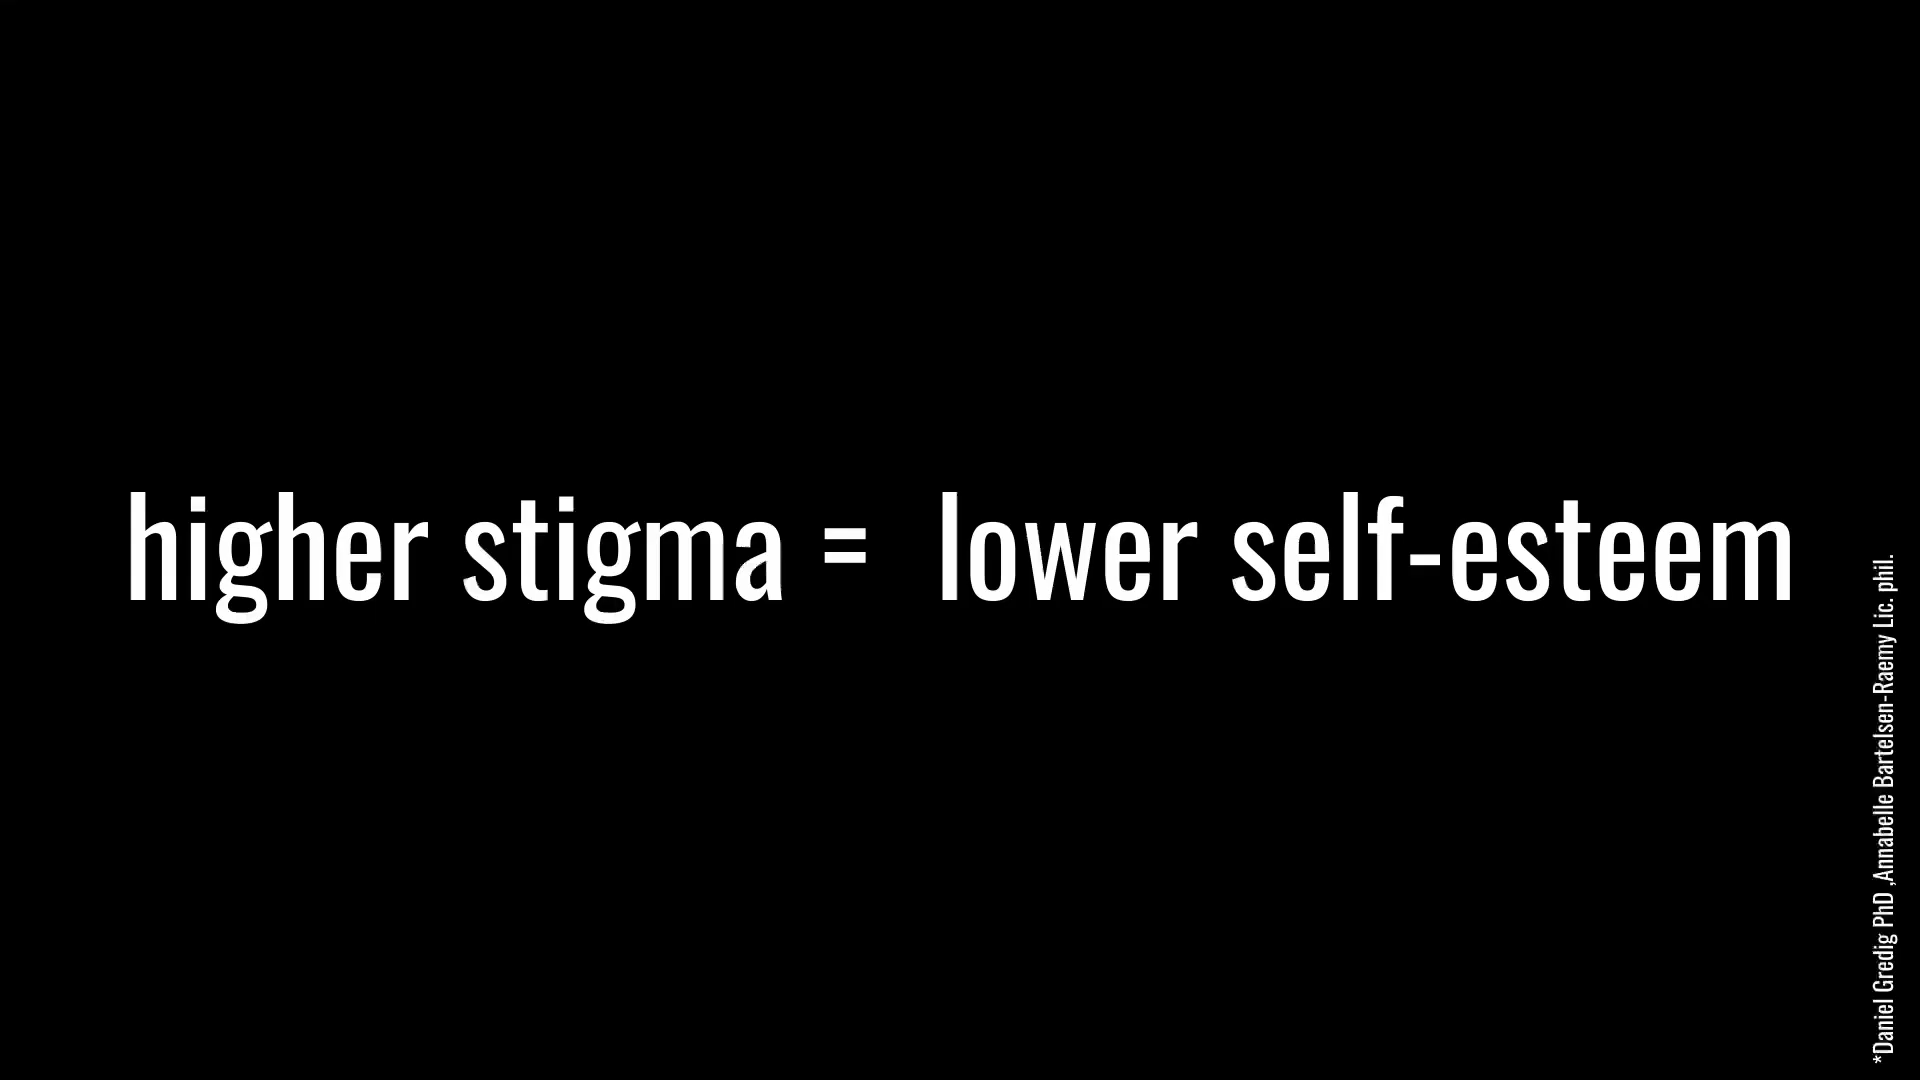 higher stigma = lower self-esteem
*Daniel Gredig PhD ,Annabelle Bartelsen-Raemy Lic. phil.